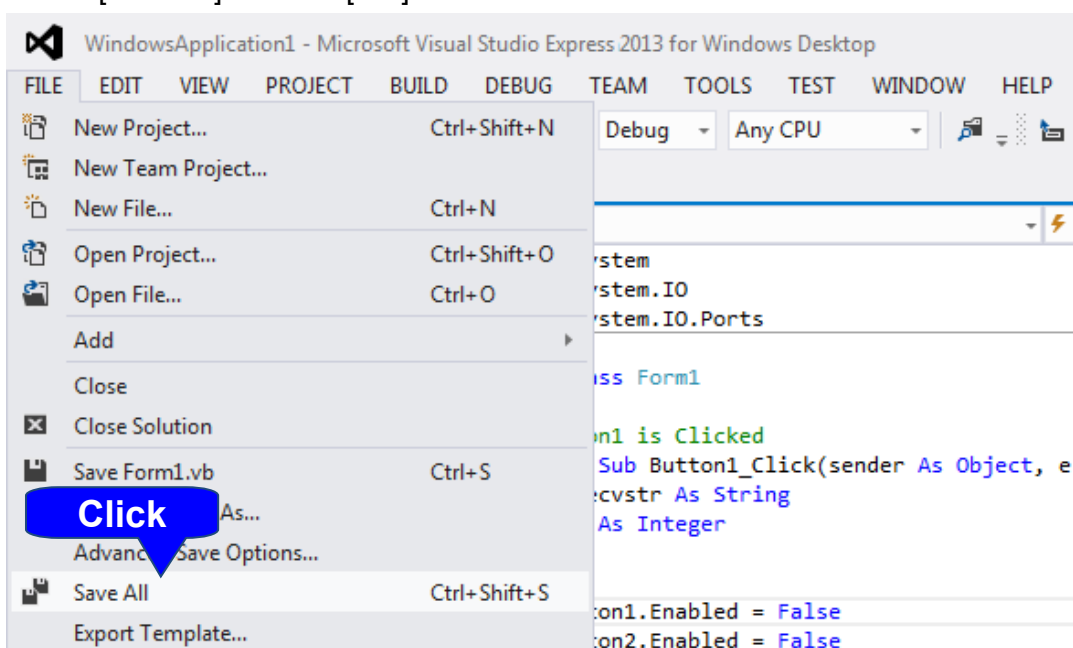 WindowsApplication1 - Microsoft Visual Studio Express 2013 for Windows Desktop
FILE EDIT VIEW PROJECT BUILD DEBUG TEAM TOOLS TEST WINDOW HELP
New Project... Ctrl+Shift+N
Debug Any CPU
New Team Project...
New File... Ctrl+N
Open Project... Ctrl+Shift+O
Open File... Ctrl+O
Add
Close
Close Solution
Save Form1.vb Ctrl+S
Click As...
Advanc Save Options...
Save All Ctrl+Shift+S
Export Template...
ystem
ystem.IO
ystem.IO.Ports
ass Form1
on1 is Clicked
Sub Button1_Click(sender As Object, e
ecvstr As String
As Integer
ton1.Enabled = False
ton2.Enabled = False